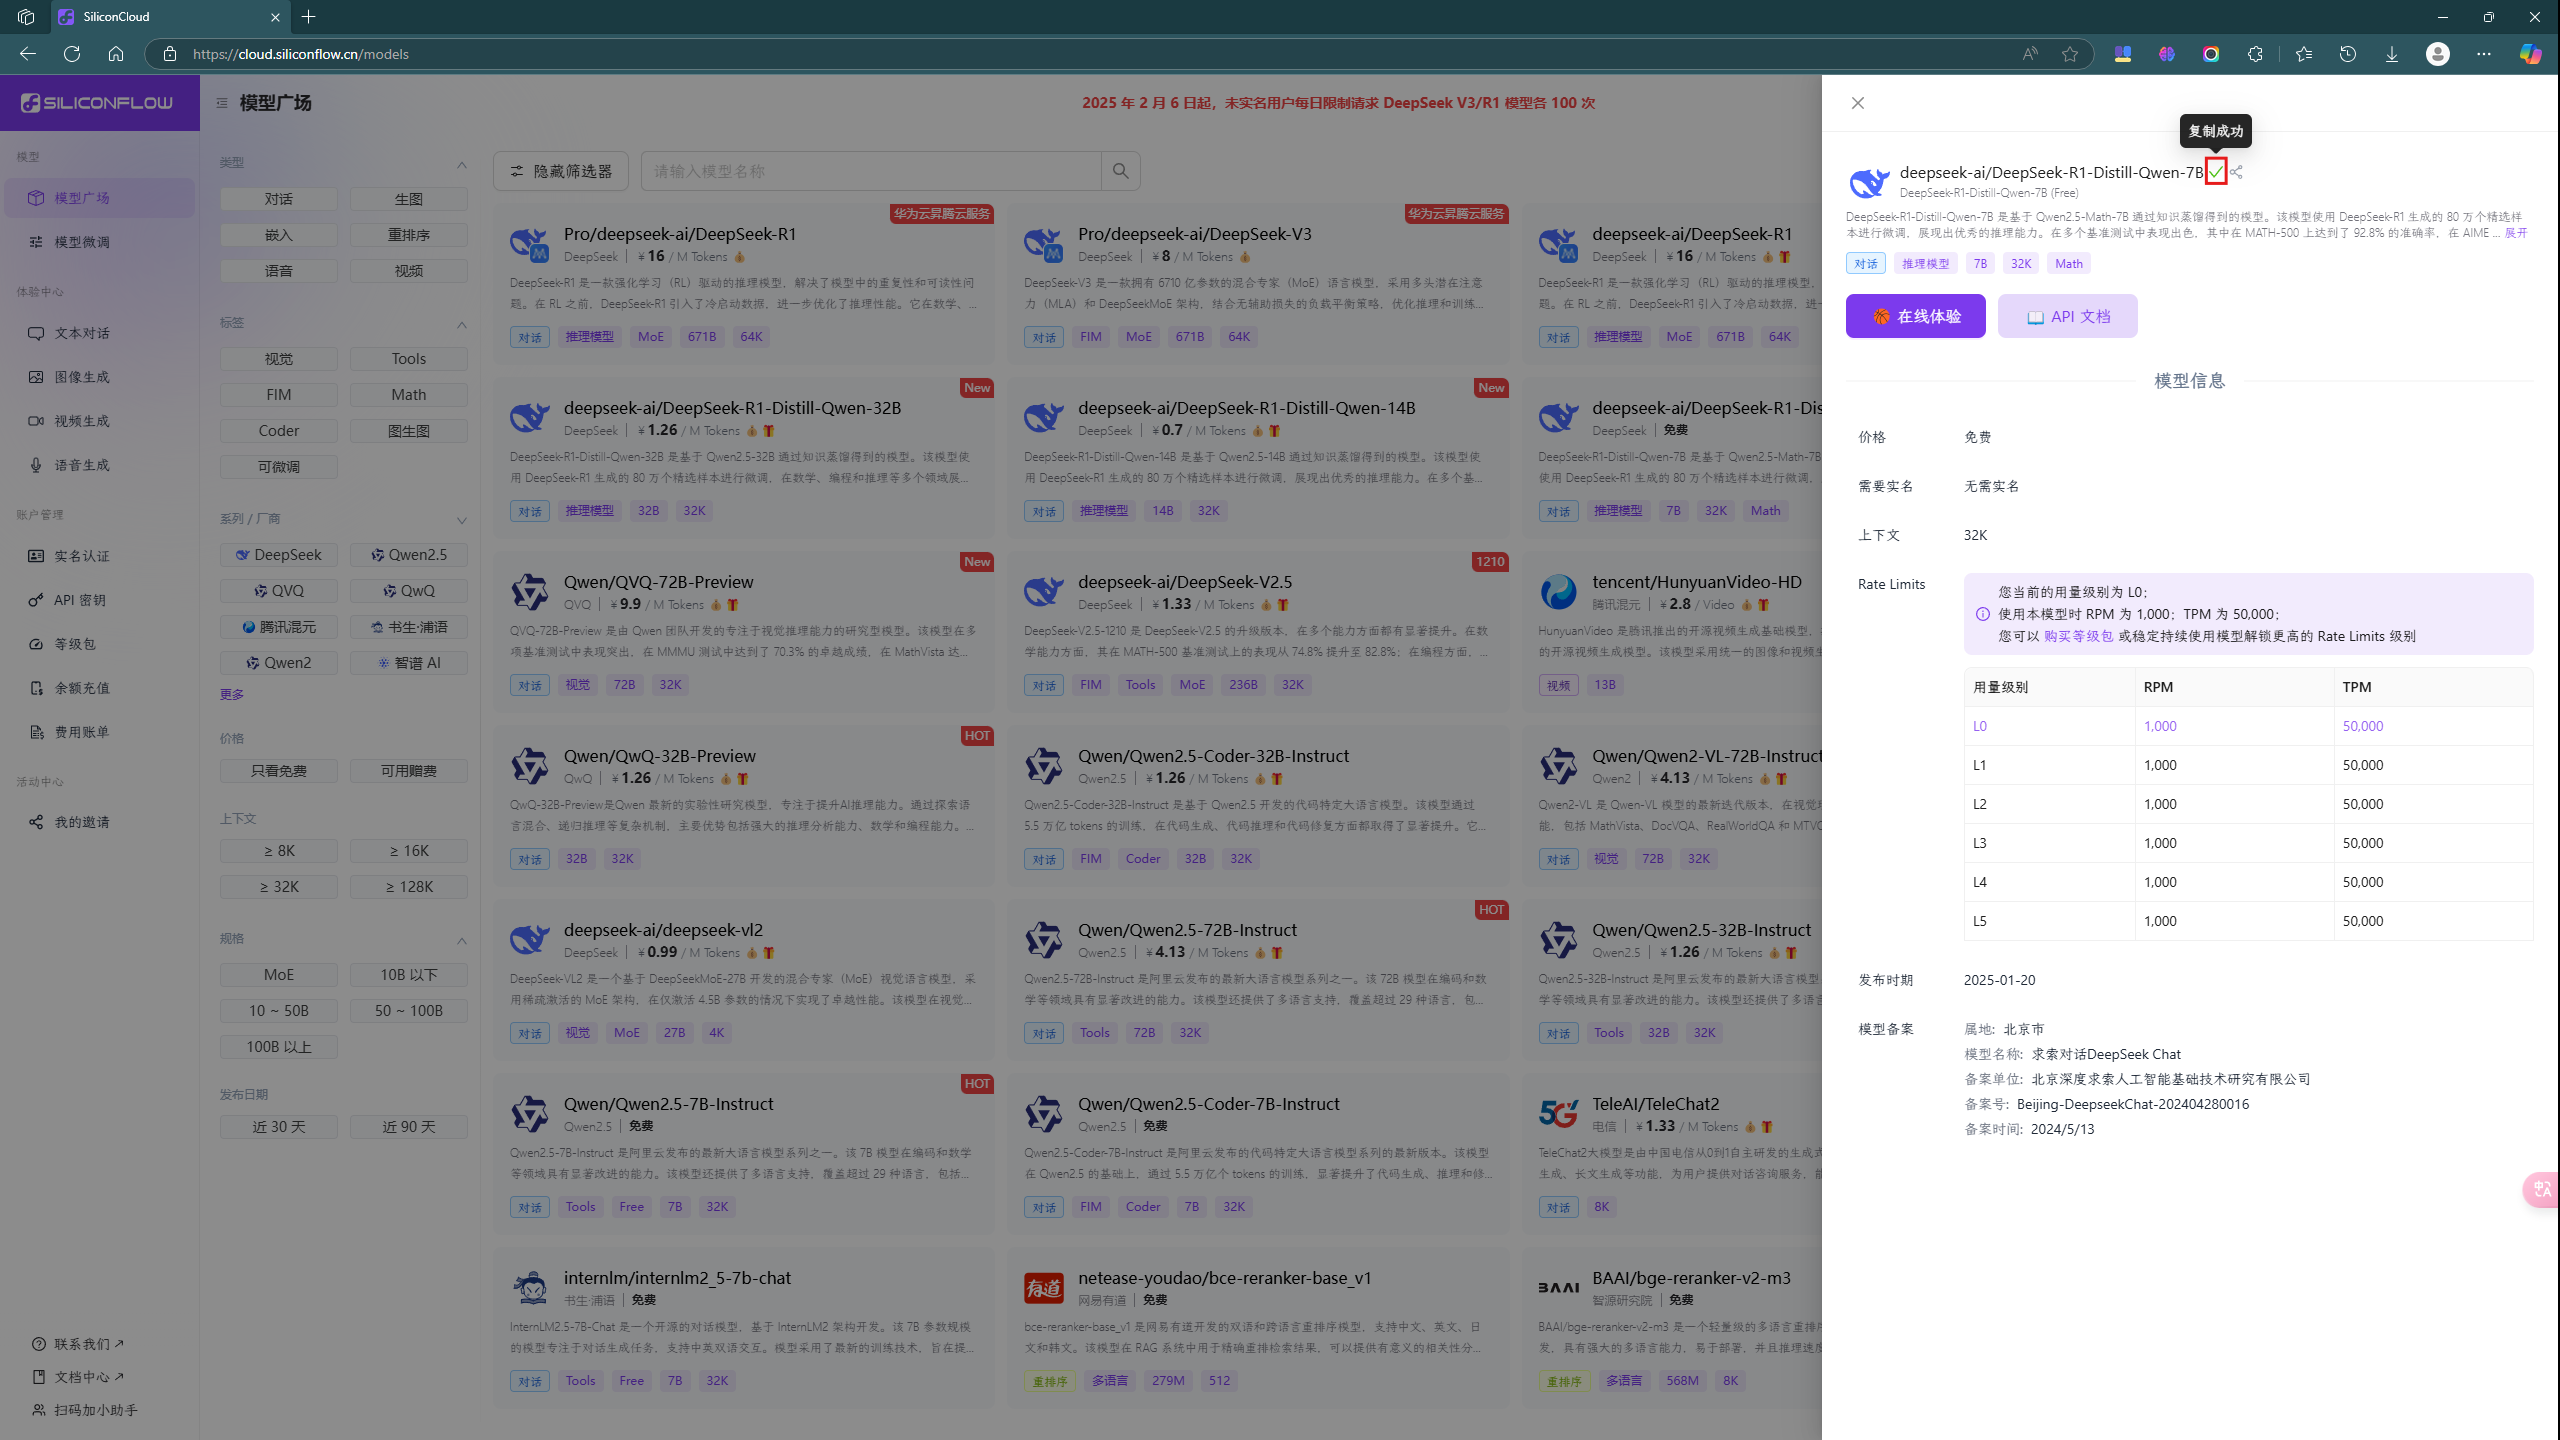 SiliconCloud
https://cloud.siliconflow.cn/models
SILICONFLOW
模型
模型广场
模型微调
体验中心
文本对话
图像生成
视频生成
语音生成
账户管理
实名认证
API 密钥
等级包
余额充值
费用账单
活动中心
我的邀请
联系我们
文档中心
扫码加小助手
模型广场
2025 年 2 月 6 日起，未实名用户每日限制请求 DeepSeek V3/R1 模型各 100 次
类型
对话 生图
嵌入 重排序
语音 视频
标签
视觉 Tools
FIM Math
Coder 图生图
可微调
系列 / 厂商
DeepSeek Qwen2.5
QVQ QwQ
腾讯混元 书生·浦语
Qwen2 智谱 AI
更多
价格
只看免费 可用赠费
上下文
≥ 8K ≥ 16K
≥ 32K ≥ 128K
规格
MoE 10B 以下
10 ~ 50B 50 ~ 100B
100B 以上
发布日期
近 30 天 近 90 天
隐藏筛选器 请输入模型名称
华为云昇腾云服务
Pro/deepseek-ai/DeepSeek-R1
DeepSeek | ￥16 / M Tokens
DeepSeek-R1 是一款强化学习（RL）驱动的推理模型，解决了模型中的重复性和可读性问
题。在 RL 之前，DeepSeek-R1 引入了冷启动数据，进一步优化了推理性能。它在数学、...
对话 推理模型 MoE 671B 64K
华为云昇腾云服务
Pro/deepseek-ai/DeepSeek-V3
DeepSeek | ￥8 / M Tokens
DeepSeek-V3 是一款拥有 6710 亿参数的混合专家（MoE）语言模型，采用多头潜在注意
力（MLA）和 DeepSeekMoE 架构，结合无辅助损失的负载平衡策略，优化推理和训练...
对话 FIM MoE 671B 64K
deepseek-ai/DeepSeek-R1
DeepSeek | ￥16 / M Tokens
DeepSeek-R1 是一款强化学习（RL）驱动的推理模型，
题。在 RL 之前，DeepSeek-R1 引入了冷启动数据，进一
对话 推理模型 MoE 671B 64K
New
deepseek-ai/DeepSeek-R1-Distill-Qwen-32B
DeepSeek | ￥1.26 / M Tokens
DeepSeek-R1-Distill-Qwen-32B 是基于 Qwen2.5-32B 通过知识蒸馏得到的模型。该模型使
用 DeepSeek-R1 生成的 80 万个精选样本进行微调，在数学、编程和推理等多个领域展...
对话 推理模型 32B 32K
New
deepseek-ai/DeepSeek-R1-Distill-Qwen-14B
DeepSeek | ￥0.7 / M Tokens
DeepSeek-R1-Distill-Qwen-14B 是基于 Qwen2.5-14B 通过知识蒸馏得到的模型。该模型使
用 DeepSeek-R1 生成的 80 万个精选样本进行微调，展现出优秀的推理能力。在多个基...
对话 推理模型 14B 32K
deepseek-ai/DeepSeek-R1-Dis
DeepSeek | 免费
DeepSeek-R1-Distill-Qwen-7B 是基于 Qwen2.5-Math-7B
使用 DeepSeek-R1 生成的 80 万个精选样本进行微调，
对话 推理模型 7B 32K Math
New
Qwen/QVQ-72B-Preview
QVQ | ￥9.9 / M Tokens
QVQ-72B-Preview 是由 Qwen 团队开发的专注于视觉推理能力的研究型模型。该模型在多
项基准测试中表现突出，在 MMMU 测试中达到了 70.3% 的卓越成绩，在 MathVista 达...
对话 视觉 72B 32K
1210
deepseek-ai/DeepSeek-V2.5
DeepSeek | ￥1.33 / M Tokens
DeepSeek-V2.5-1210 是 DeepSeek-V2.5 的升级版本，在多个能力方面都有显著提升。在数
学能力方面，其在 MATH-500 基准测试上的表现从 74.8% 提升至 82.8%；在编程方面，...
对话 FIM Tools MoE 236B 32K
tencent/HunyuanVideo-HD
腾讯混元 | ￥2.8 / Video
HunyuanVideo 是腾讯推出的开源视频生成基础模型，
的开源视频生成模型。该模型采用统一的图像和视频生
视频 13B
HOT
Qwen/QwQ-32B-Preview
QwQ | ￥1.26 / M Tokens
QwQ-32B-Preview是Qwen 最新的实验性研究模型，专注于提升AI推理能力。通过探索语
言混合、递归推理等复杂机制，主要优势包括强大的推理分析能力、数学和编程能力。...
对话 32B 32K
Qwen/Qwen2.5-Coder-32B-Instruct
Qwen2.5 | ￥1.26 / M Tokens
Qwen2.5-Coder-32B-Instruct 是基于 Qwen2.5 开发的代码特定大语言模型。该模型通过
5.5 万亿 tokens 的训练，在代码生成、代码推理和代码修复方面都取得了显著提升。它...
对话 FIM Coder 32B 32K
Qwen/Qwen2-VL-72B-Instruct
Qwen2 | ￥4.13 / M Tokens
Qwen2-VL 是 Qwen-VL 模型的最新迭代版本，在视觉
能，包括 MathVista、DocVQA、RealWorldQA 和 MTVQ
对话 视觉 72B 32K
deepseek-ai/deepseek-vl2
DeepSeek | ￥0.99 / M Tokens
DeepSeek-VL2 是一个基于 DeepSeekMoE-27B 开发的混合专家（MoE）视觉语言模型，采
用稀疏激活的 MoE 架构，在仅激活 4.5B 参数的情况下实现了卓越性能。该模型在视觉...
对话 视觉 MoE 27B 4K
HOT
Qwen/Qwen2.5-72B-Instruct
Qwen2.5 | ￥4.13 / M Tokens
Qwen2.5-72B-Instruct 是阿里云发布的最新大语言模型系列之一。该 72B 模型在编码和数
学等领域具有显著改进的能力。该模型还提供了多语言支持，覆盖超过 29 种语言，包...
对话 Tools 72B 32K
Qwen/Qwen2.5-32B-Instruct
Qwen2.5 | ￥1.26 / M Tokens
Qwen2.5-32B-Instruct 是阿里云发布的最新大语言模型
学等领域具有显著改进的能力。该模型还提供了多语言
对话 Tools 32B 32K
HOT
Qwen/Qwen2.5-7B-Instruct
Qwen2.5 | 免费
Qwen2.5-7B-Instruct 是阿里云发布的最新大语言模型系列之一。该 7B 模型在编码和数学
等领域具有显著改进的能力。该模型还提供了多语言支持，覆盖超过 29 种语言，包括...
对话 Tools Free 7B 32K
Qwen/Qwen2.5-Coder-7B-Instruct
Qwen2.5 | 免费
Qwen2.5-Coder-7B-Instruct 是阿里云发布的代码特定大语言模型系列的最新版本。该模型
在 Qwen2.5 的基础上，通过 5.5 万亿个 tokens 的训练，显著提升了代码生成、推理和修...
对话 FIM Coder 7B 32K
5G
TeleAI/TeleChat2
电信 | ￥1.33 / M Tokens
TeleChat2大模型是由中国电信从0到1自主研发的生成式
生成、长文生成等功能，为用户提供对话咨询服务，能
对话 8K
internlm/internlm2_5-7b-chat
书生·浦语 | 免费
InternLM2.5-7B-Chat 是一个开源的对话模型，基于 InternLM2 架构开发。该 7B 参数规模
的模型专注于对话生成任务，支持中英双语交互。模型采用了最新的训练技术，旨在提...
对话 Tools Free 7B 32K
有道
netease-youdao/bce-reranker-base_v1
网易有道 | 免费
bce-reranker-base_v1 是网易有道开发的双语和跨语言重排序模型，支持中文、英文、日
文和韩文。该模型在 RAG 系统中用于精确重排检索结果，可以提供有意义的相关性分...
重排序 多语言 279M 512
BAAI
BAAI/bge-reranker-v2-m3
智源研究院 | 免费
BAAI/bge-reranker-v2-m3 是一个轻量级的多语言重排序
发，具有强大的多语言能力，易于部署，并且推理速度
重排序 多语言 568M 8K
复制成功
deepseek-ai/DeepSeek-R1-Distill-Qwen-7B
DeepSeek-R1-Distill-Qwen-7B (Free)
DeepSeek-R1-Distill-Qwen-7B 是基于 Qwen2.5-Math-7B 通过知识蒸馏得到的模型。该模型使用 DeepSeek-R1 生成的 80 万个精选样
本进行微调，展现出优秀的推理能力。在多个基准测试中表现出色，其中在 MATH-500 上达到了 92.8% 的准确率，在 AIME ... 展开
对话 推理模型 7B 32K Math
在线体验 API 文档
模型信息
价格 免费
需要实名 无需实名
上下文 32K
Rate Limits
您当前的用量级别为 L0；
使用本模型时 RPM 为 1,000；TPM 为 50,000；
您可以 购买等级包 或稳定持续使用模型解锁更高的 Rate Limits 级别
用量级别 RPM TPM
L0 1,000 50,000
L1 1,000 50,000
L2 1,000 50,000
L3 1,000 50,000
L4 1,000 50,000
L5 1,000 50,000
发布时期 2025-01-20
模型备案 属地: 北京市
模型名称: 求索对话DeepSeek Chat
备案单位: 北京深度求索人工智能基础技术研究有限公司
备案号: Beijing-DeepseekChat-202404280016
备案时间: 2024/5/13